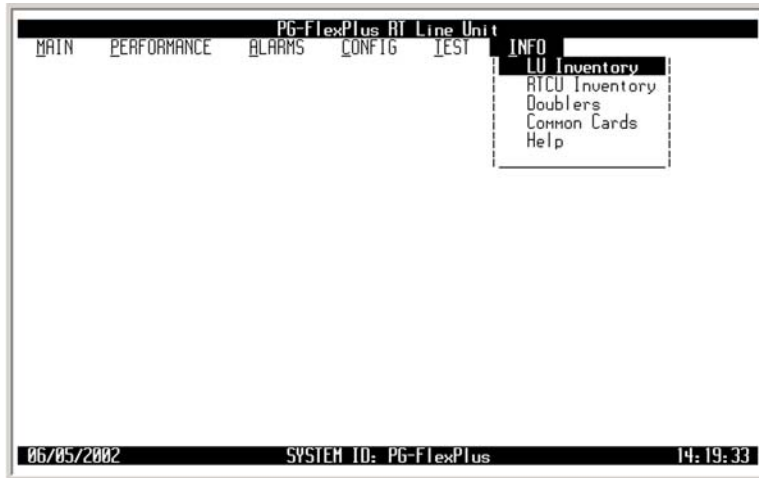 PG-FlexPlus RT Line Unit
MAIN PERFORMANCE ALARMS CONFIG TEST INFO
LU Inventory
RTCU Inventory
Doublers
Common Cards
Help
06/05/2002 SYSTEM ID: PG-FlexPlus 14:19:33